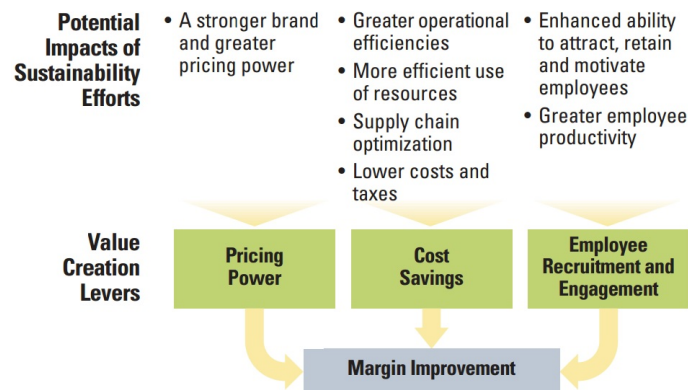 Potential
Impacts of
Sustainability
Efforts
• A stronger brand
and greater
pricing power
• Greater operational
efficiencies
• More efficient use
of resources
• Supply chain
optimization
• Lower costs and
taxes
• Enhanced ability
to attract, retain
and motivate
employees
• Greater employee
productivity
Value
Creation
Levers
Pricing
Power
Cost
Savings
Employee
Recruitment and
Engagement
Margin Improvement